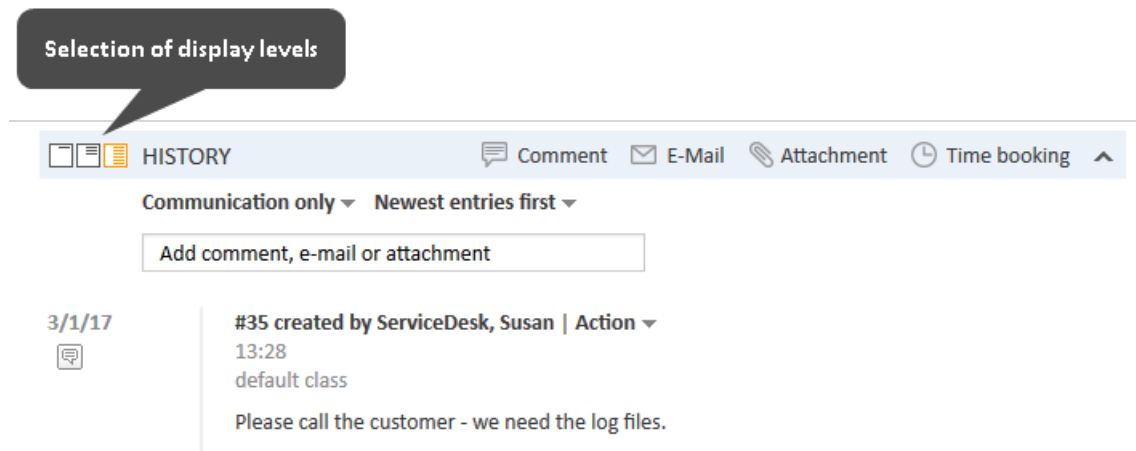 Selection of display levels
HISTORY Comment E-Mail Attachment Time booking
Communication only Newest entries first
Add comment, e-mail or attachment
3/1/17 #35 created by ServiceDesk, Susan | Action
13:28
default class
Please call the customer - we need the log files.